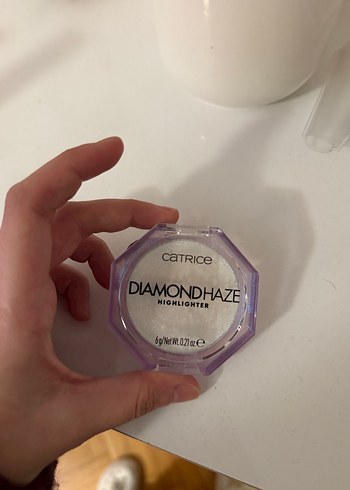 CATRICE
DIAMONDHAZE
HIGHLIGHTER
6g/Net Wt. 0.21 oz ℮